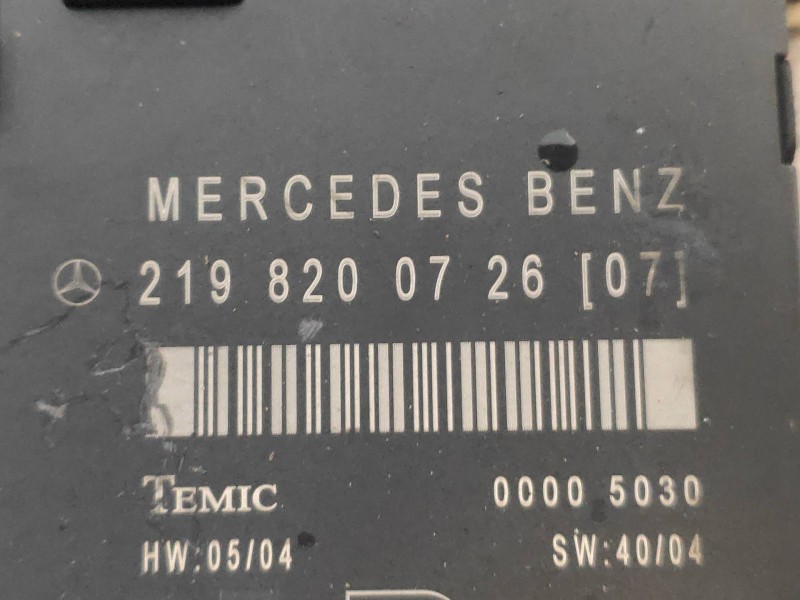 MERCEDES BENZ
219 820 07 26 [07]
TEMIC 0000 5030
HW:05/04 SW:40/04